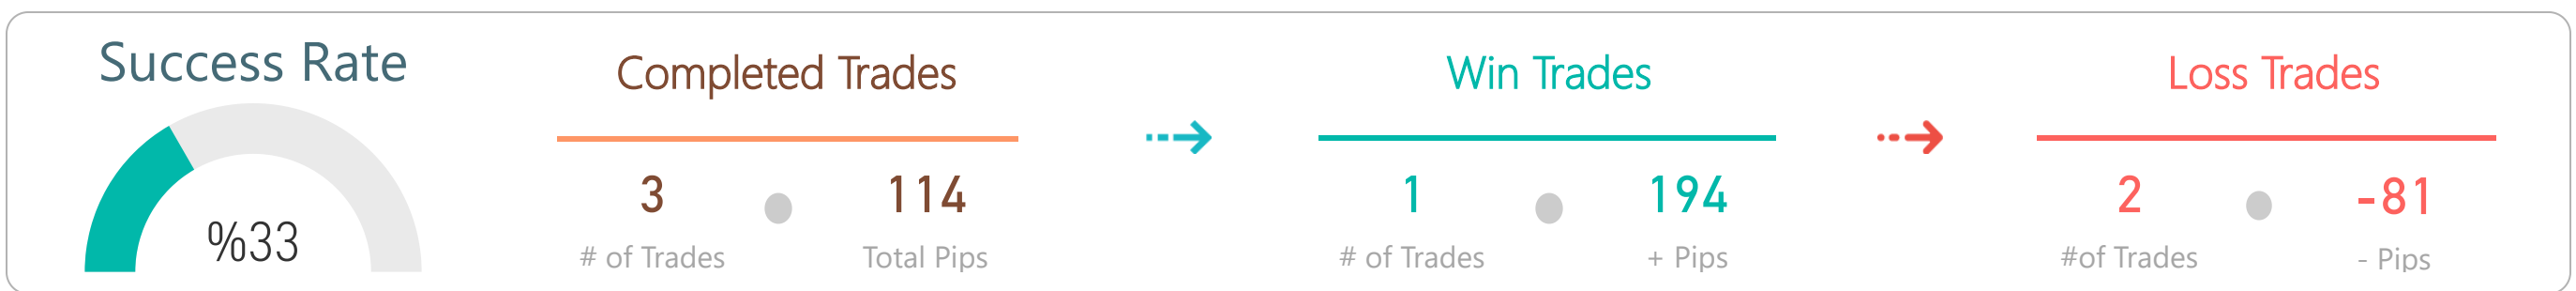 Success Rate
%33
Completed Trades
3
114
# of Trades
Total Pips
Win Trades
1
194
# of Trades
+ Pips
Loss Trades
2
-81
#of Trades
- Pips